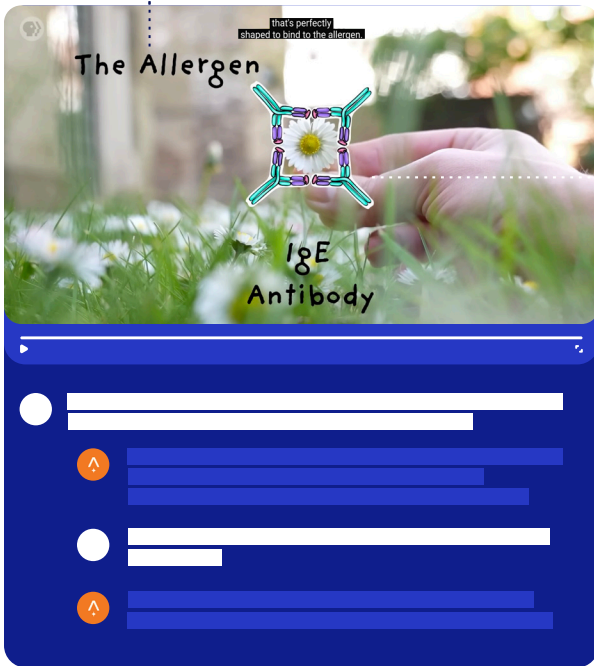 that's perfectly
shaped to bind to the allergen.
The Allergen
IgE
Antibody